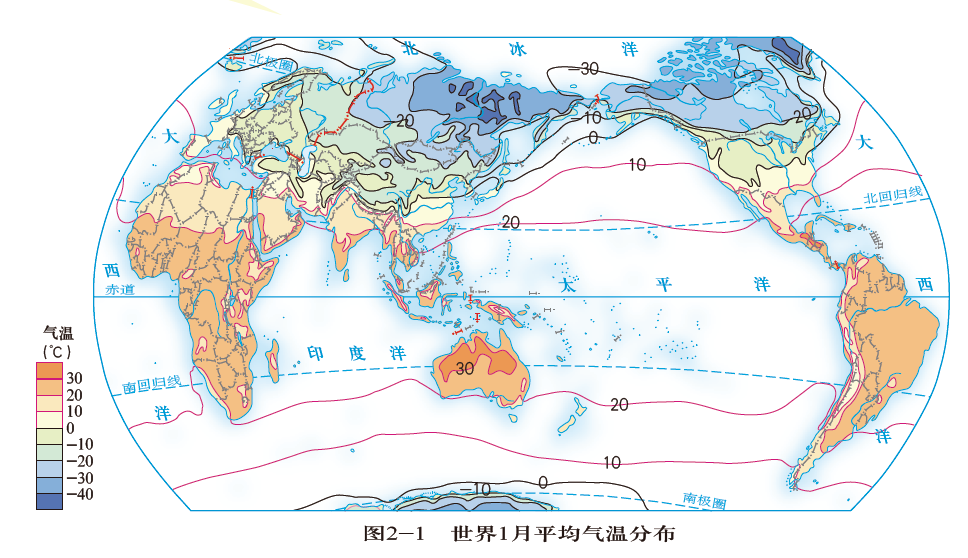 北冰洋
-30
北极圈
-20
-20
大
-10
大
0
10
北回归线
20
西
赤道
太平洋
西
气温
(℃)
印度洋
30
30
南回归线
20
20
10
洋
洋
0
10
-10
-20
-30
-10
0
南极圈
-40
图2-1 世界1月平均气温分布